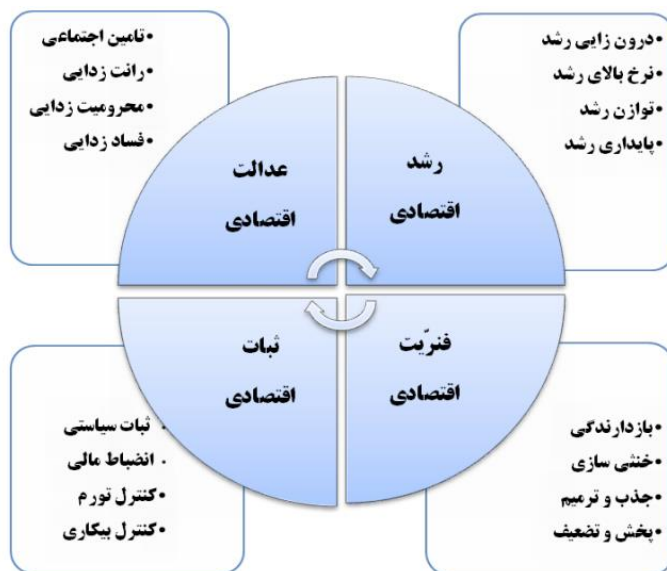 •درون زایی رشد
•نرخ بالای رشد
•توازن رشد
•پایداری رشد
رشد
اقتصادی
•تامین اجتماعی
•رانت زدایی
•محرومیت زدایی
•فساد زدایی
عدالت
اقتصادی
فنریّت
اقتصادی
•بازدارندگی
•خنثی سازی
•جذب و ترمیم
•پخش و تضعیف
ثبات
اقتصادی
. ثبات سیاستی
. انضباط مالی
•کنترل تورم
•کنترل بیکاری